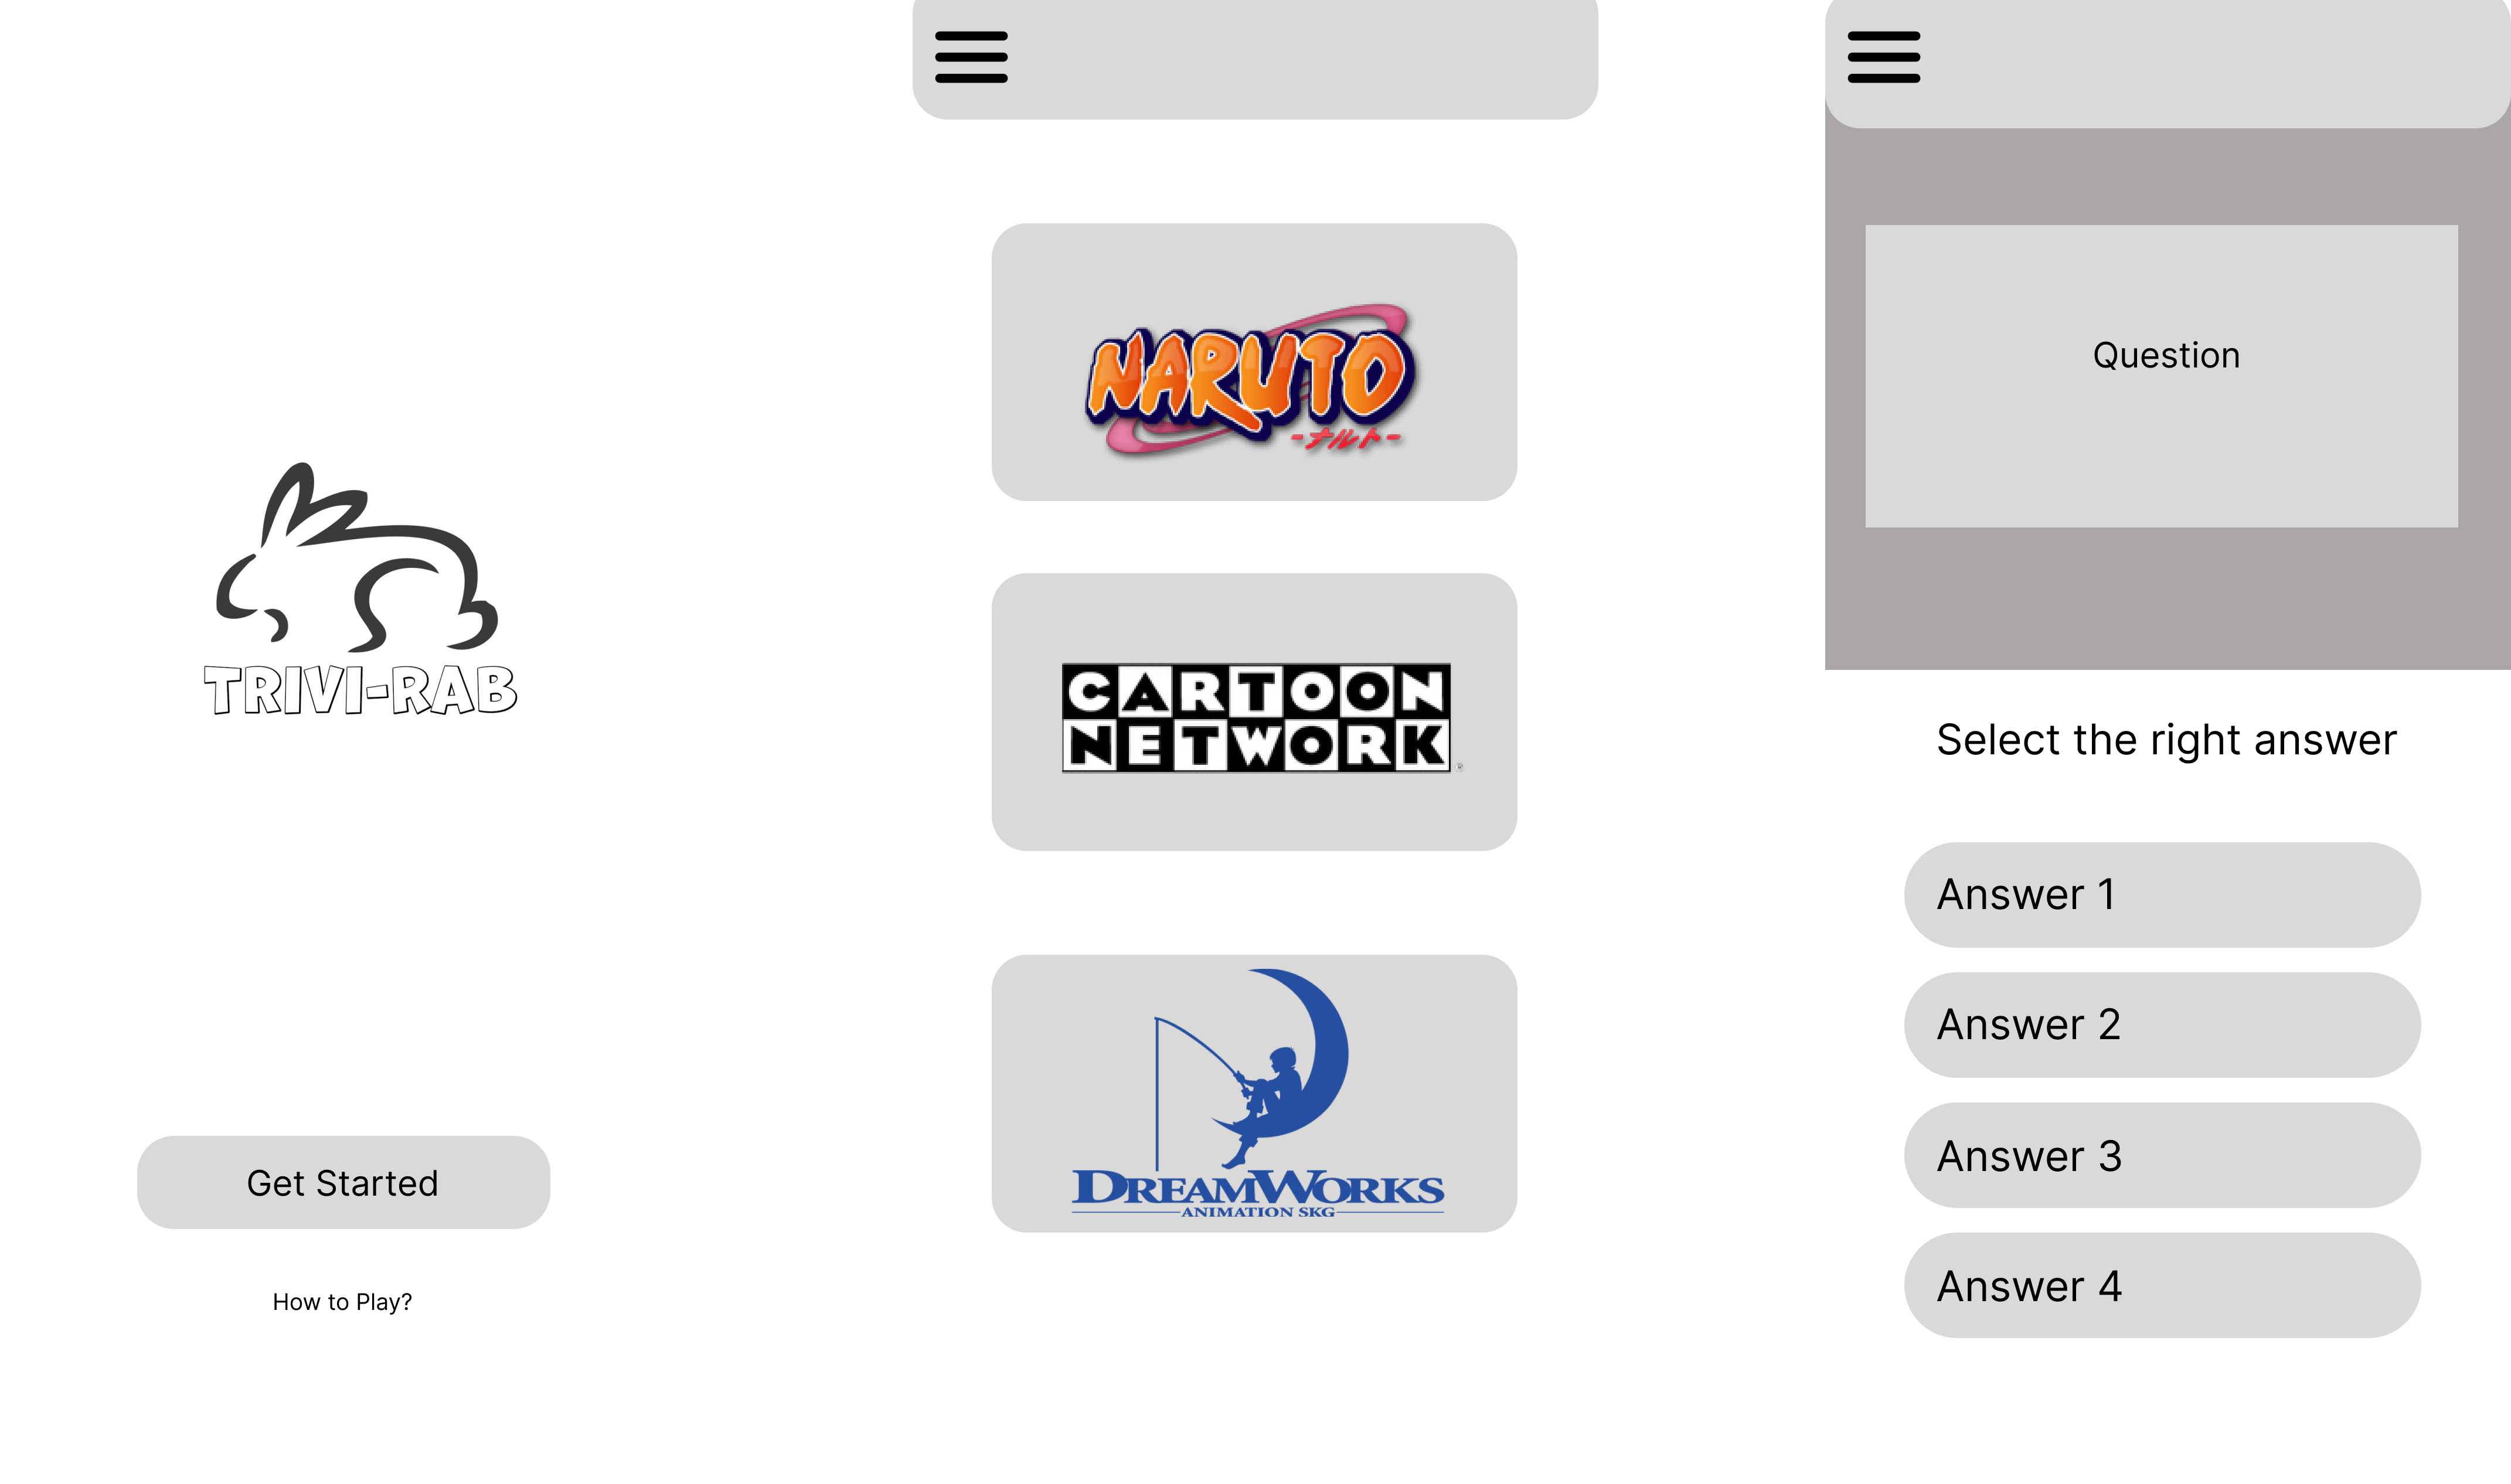 TRIVI-RAB
Get Started
How to Play?
NARUTO
-ナルト-
CARTOON
NETWORK
DREAMWORKS
ANIMATION SKG
Question
Select the right answer
Answer 1
Answer 2
Answer 3
Answer 4